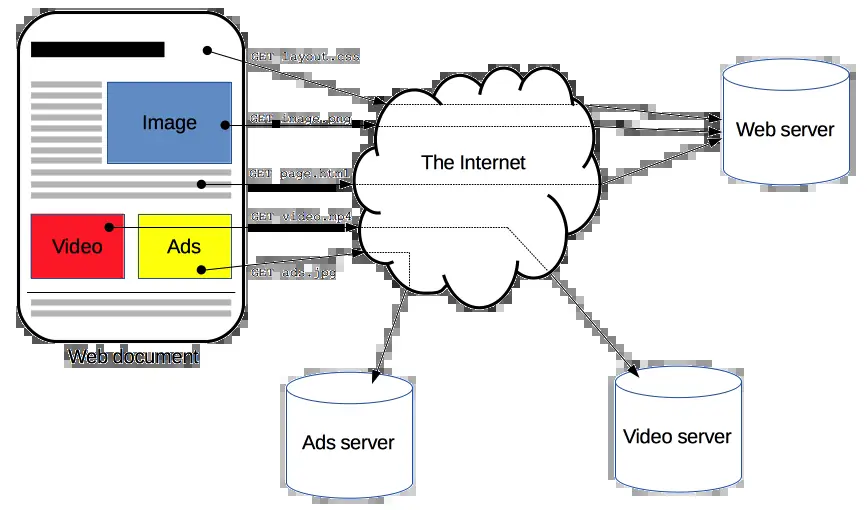 GET layout.css
Image
GET image.png
The Internet
Web server
GET page.html
GET video.mp4
Video
Ads
GET ads.jpg
Web document
Ads server
Video server